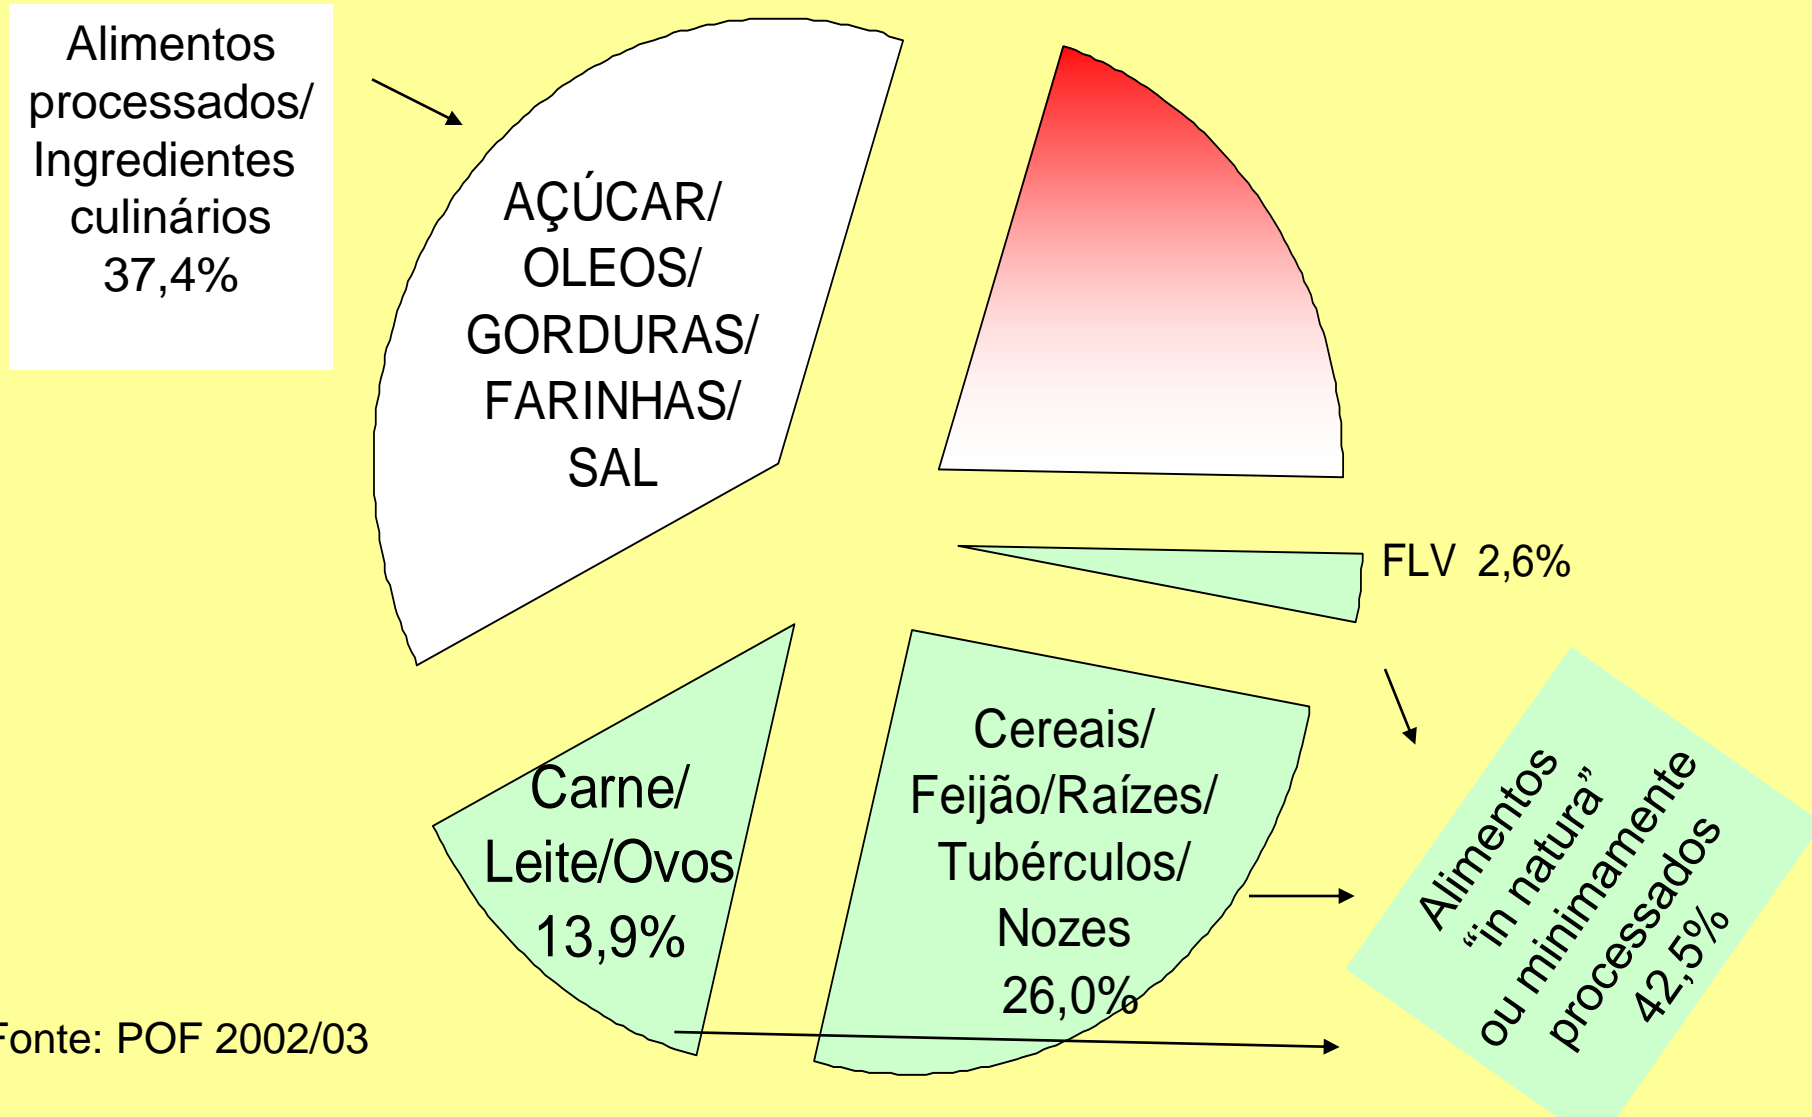 Alimentos
processados/
Ingredientes
culinários
37,4%
AÇÚCAR/
OLEOS/
GORDURAS/
FARINHAS/
SAL
FLV 2,6%
Carne/
Leite/Ovos
13,9%
Cereais/
Feijão/Raízes/
Tubérculos/
Nozes
26,0%
Alimentos
“in natura”
ou minimamente
processados
42,5%
Fonte: POF 2002/03